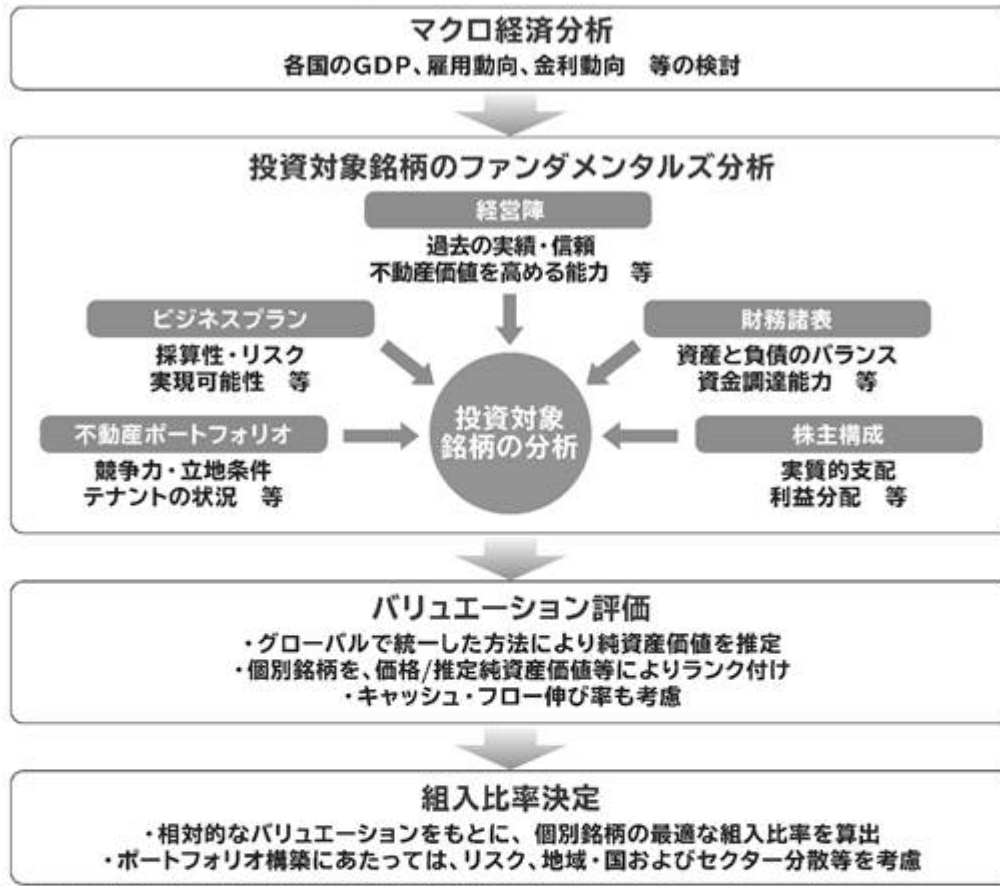 マクロ経済分析
各国のGDP、雇用動向、金利動向　等の検討
投資対象銘柄のファンダメンタルズ分析
経営陣
過去の実績・信頼
不動産価値を高める能力　等
ビジネスプラン
採算性・リスク
実現可能性　等
財務諸表
資産と負債のバランス
資金調達能力　等
不動産ポートフォリオ
競争力・立地条件
テナントの状況　等
投資対象
銘柄の分析
株主構成
実質的支配
利益分配　等
バリュエーション評価
・グローバルで統一した方法により純資産価値を推定
・個別銘柄を、価格/推定純資産価値等によりランク付け
・キャッシュ・フロー伸び率も考慮
組入比率決定
・相対的なバリュエーションをもとに、個別銘柄の最適な組入比率を算出
・ポートフォリオ構築にあたっては、リスク、地域・国およびセクター分散等を考慮